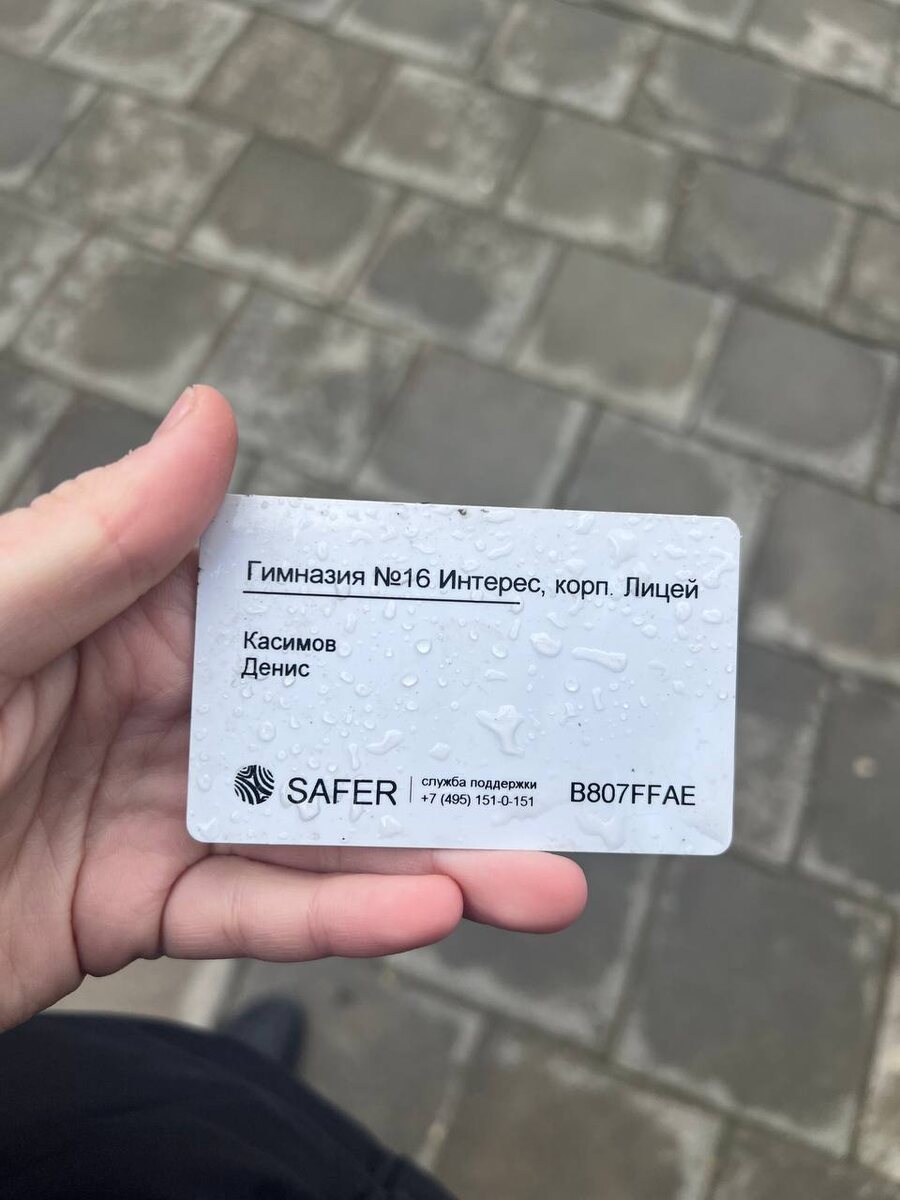 Гимназия №16 Интерес, корп. Лицей
Касимов
Денис
SAFER
служба поддержки
+7 (495) 151-0-151
B807FFAE